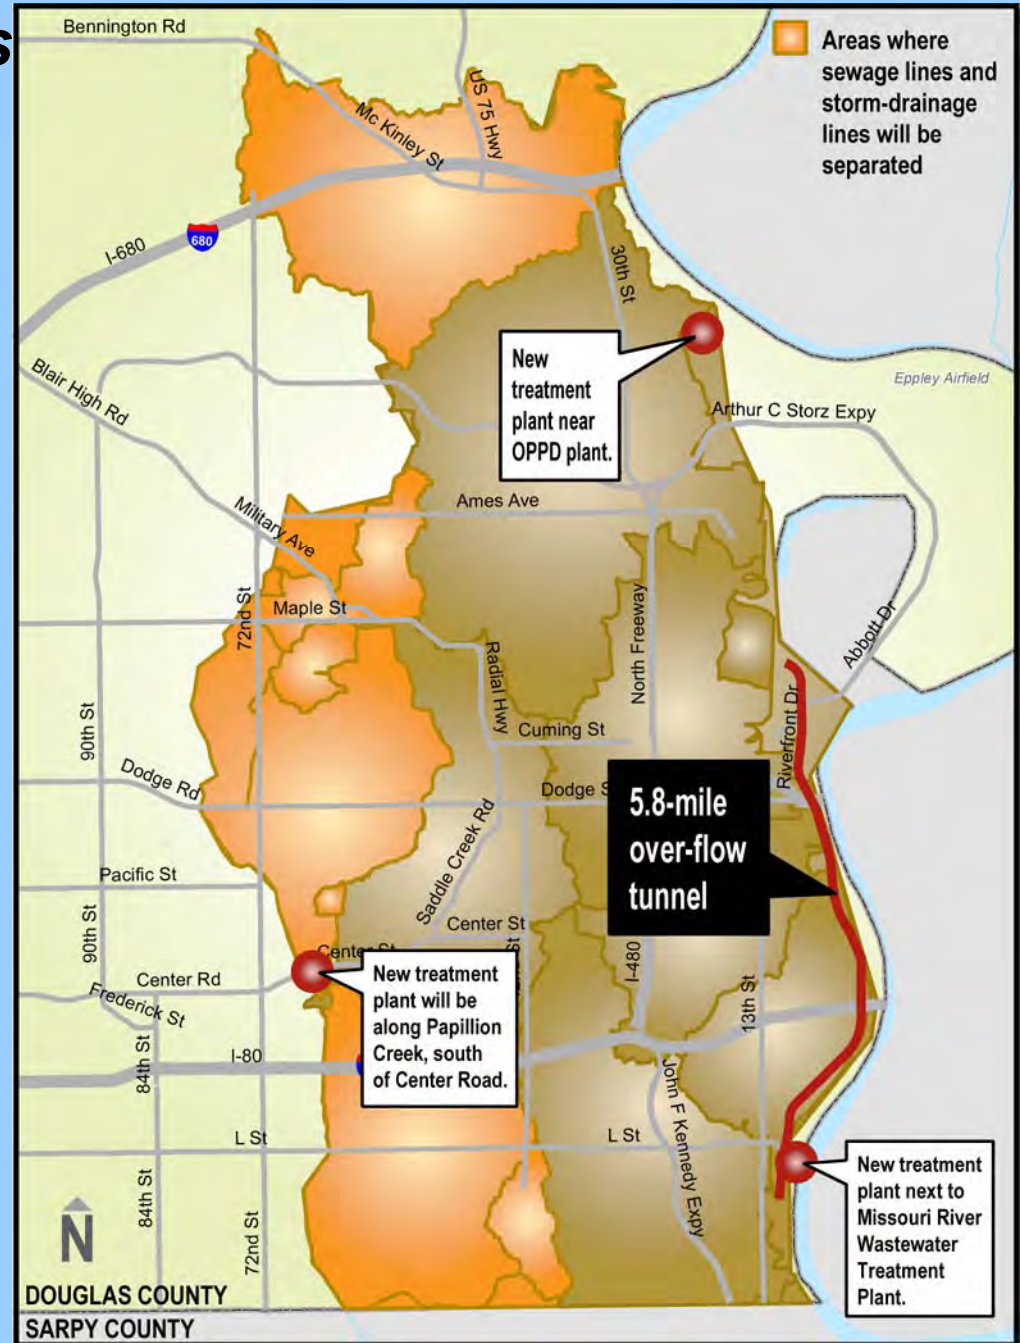 S
Bennington Rd
US 75 Hwy
Mc Kinley St
Areas where
sewage lines and
storm-drainage
lines will be
separated
I-680
680
30th St
New
treatment
plant near
OPPD plant.
Eppley Airfield
Blair High Rd
Arthur C Storz Expy
Ames Ave
Military Ave
72nd St
Maple St
North Freeway
Abbott Dr
Radial Hwy
90th St
Riverfront Dr
Cuming St
Dodge Rd
Dodge S
5.8-mile
over-flow
tunnel
Saddle Creek Rd
Pacific St
90th St
Center St
Center St
I-480
13th St
Center Rd
Frederick St
New treatment
plant will be
along Papillion
Creek, south
of Center Road.
84th St
I-80
John F Kennedy Expy
L St
L St
New treatment
plant next to
Missouri River
Wastewater
Treatment
Plant.
84th St
72nd St
N
DOUGLAS COUNTY
SARPY COUNTY